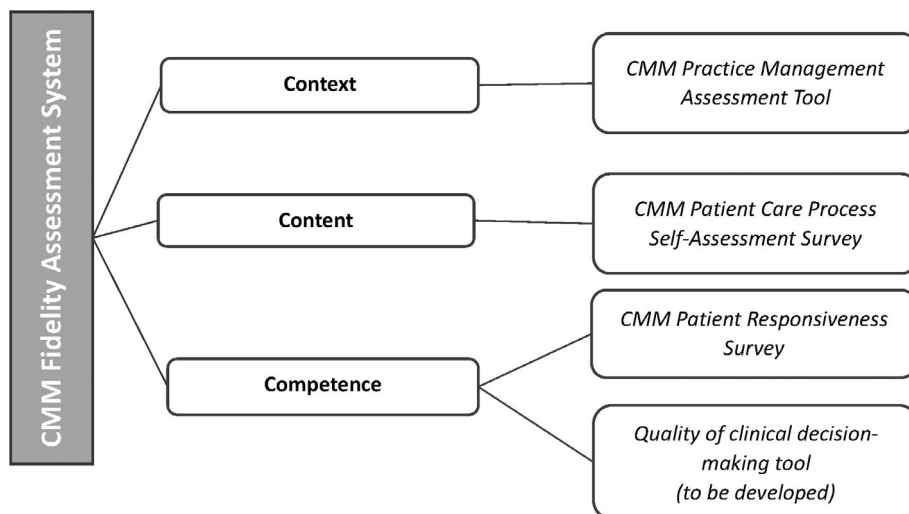 CMM Fidelity Assessment System
Context
CMM Practice Management
Assessment Tool
Content
CMM Patient Care Process
Self-Assessment Survey
Competence
CMM Patient Responsiveness
Survey
Quality of clinical decision-
making tool
(to be developed)